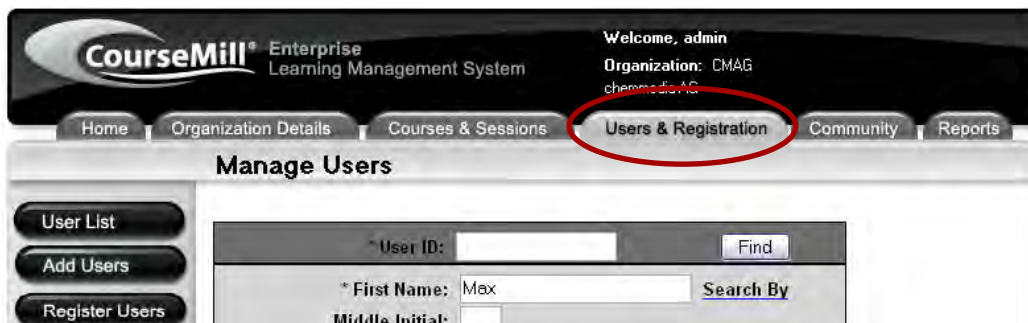 CourseMill® Enterprise
Learning Management System
Welcome, admin
Organization: CMAG
chemmedia AG
Home Organization Details Courses & Sessions Users & Registration Community Reports
Manage Users
User List
Add Users
Register Users
* User ID: Find
* First Name: Max Search By
Middle Initial: